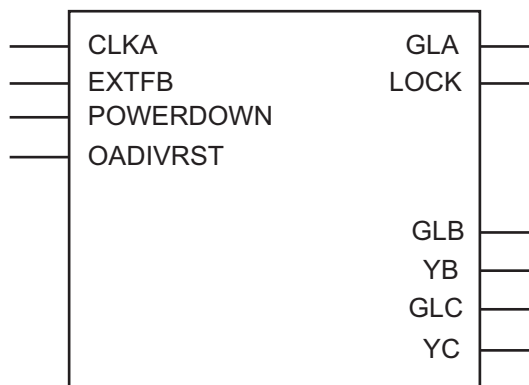 CLKA
EXTFB
POWERDOWN
OADIVRST
GLA
LOCK
GLB
YB
GLC
YC